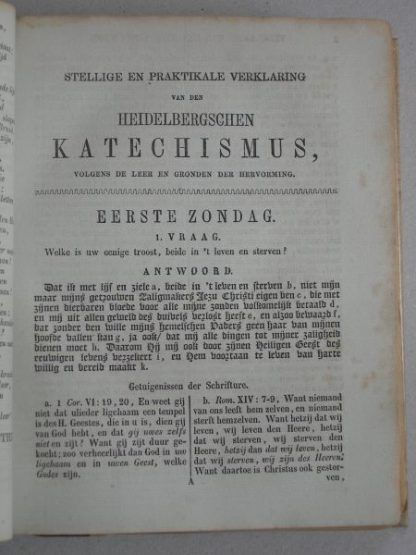 STELLIGE EN PRAKTIKALE VERKLARING
VAN DEN
HEIDELBERGSCHEN
KATECHISMUS,
VOLGENS DE LEER EN GRONDEN DER HERVORMING.
EERSTE ZONDAG.
1. VRAAG.
Welke is uw eenige troost, beide in 't leven en sterven?
ANTWOORD.
Dat ik met lijf en ziele a, beide in 't leven en sterven b, niet mijn
maar mijns getrouwen Zaligmakers Jezu Christi eigen ben c, die met
zijnen dierbaren bloede voor alle mijne zonden volkomelijk betaald d,
en mij uit allen geweld des duivels verlost heeft e, en alzoo bewaard f,
dat zonder den wille mijns hemelschen Vaders geen haar van mijnen
hoofde vallen kan g, ja ook/ dat mij alle dingen tot mijner zaligheid
dienen moet h. Daarom Hij mij ook door zijnen Heiligen Geest des
eeuwigen levens verzekert i, en Hem voortaan te leven van harte
willig en bereid maakt k.
Getuigenissen der Schrifture.
a. 1 Cor. VI: 19, 20, En weet gij
niet dat ulieder ligchaam een tempel
is des H. Geestes, die in u is, dien gij
van God hebt, en dat gij uwes zelfs
niet en zijt? Want gij zijt duur ge-
kocht; zoo verheerlijkt dan God in uw
ligchaam en in uwen Geest, welke
Godes zijn.
b. Rom. XIV: 7-9, Want niemand
van ons leeft hem zelven, en niemand
sterft hemzelven. Want hetzij dat wij
leven, wij leven den Heere, hetzij
dat wij sterven, wij sterven den
Heere, hetzij dan dat wij leven, hetzij
dat wij sterven, wij zijn des Heeren.
Want daartoe is Christus ook gestor-
A
ven,